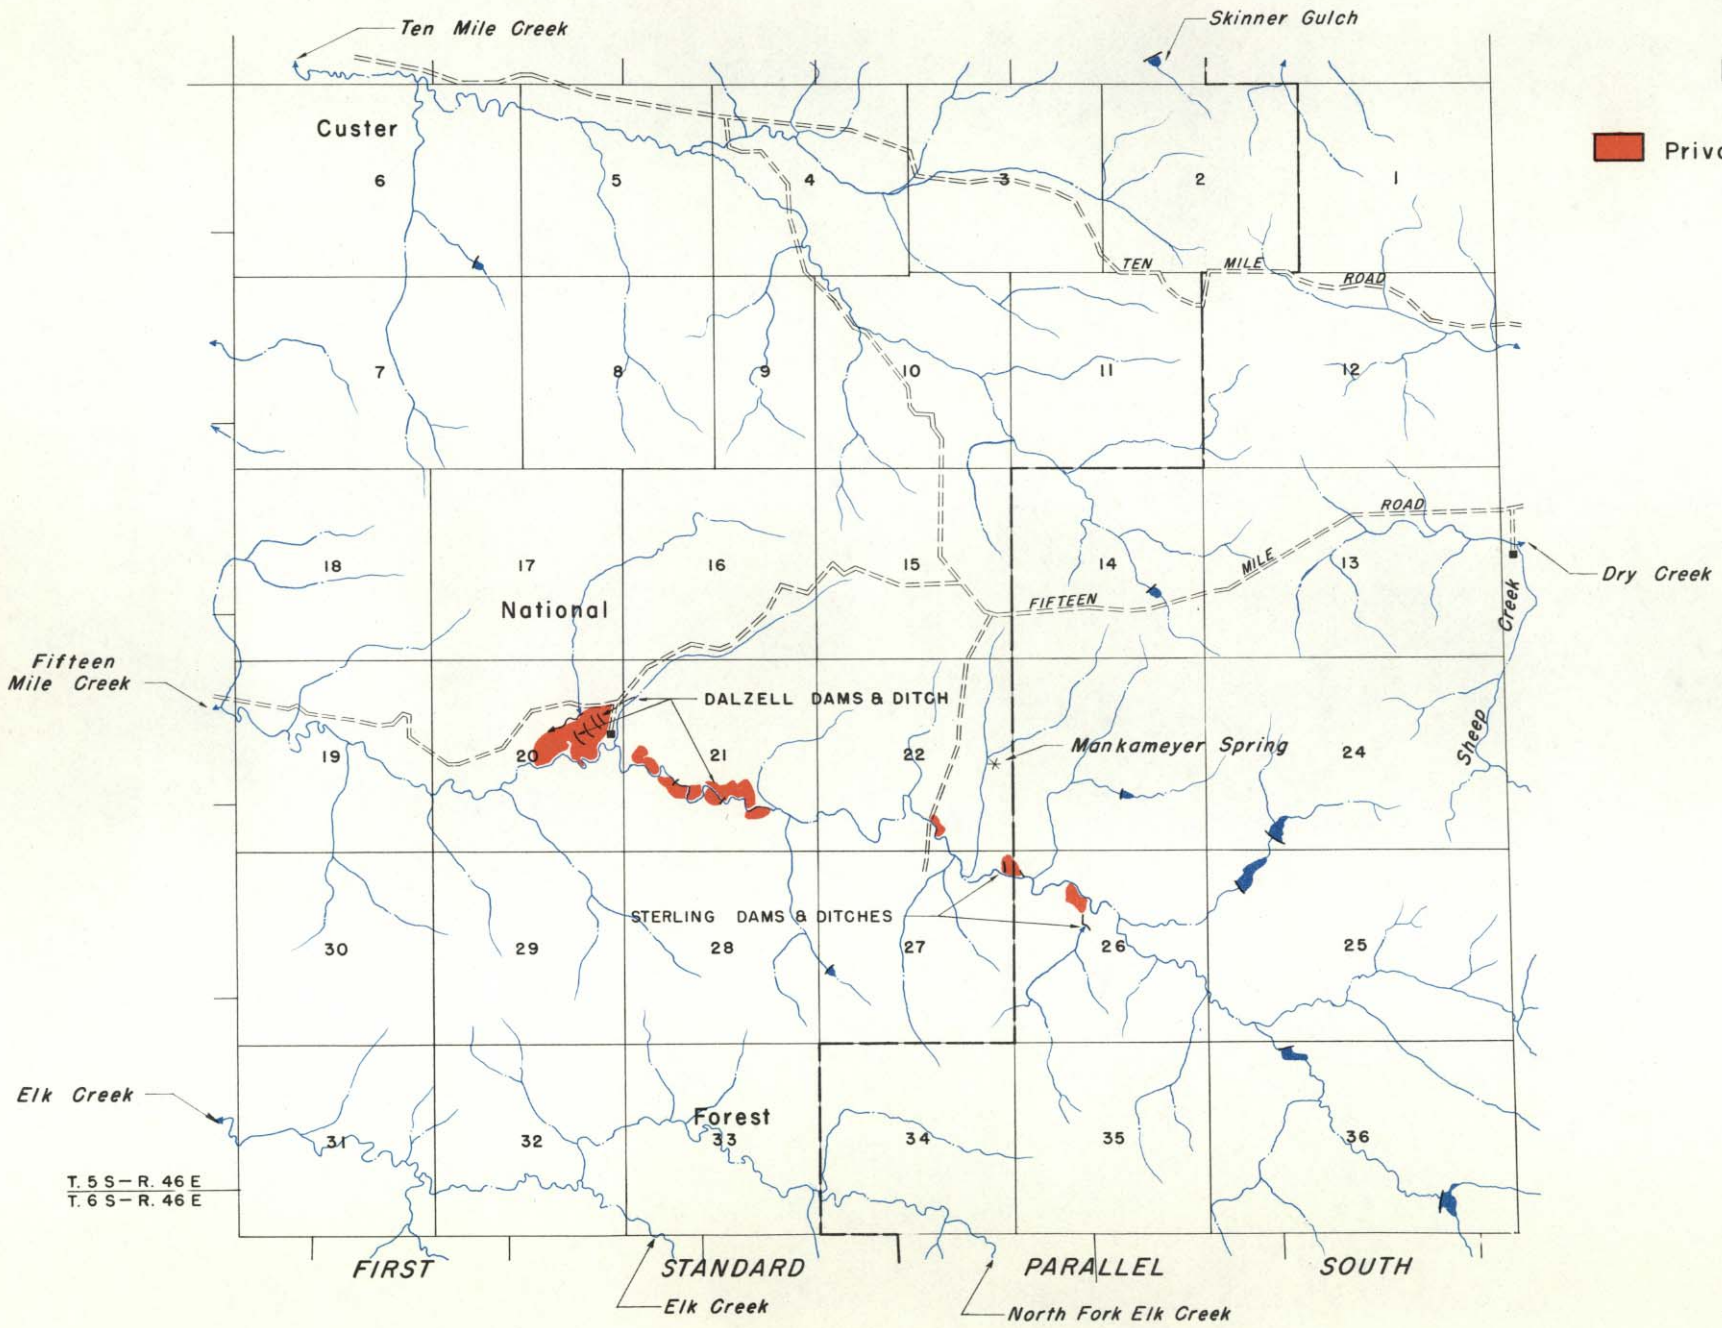 Ten Mile Creek
Skinner Gulch
Custer
6
5
4
3
2
1
TEN MILE ROAD
7
8
9
10
11
12
18
17
16
15
14
13
FIFTEEN MILE ROAD
Dry Creek
National
Fifteen
Mile Creek
DALZELL DAMS & DITCH
19
20
21
22
Mankameyer Spring
24
Sheep Creek
STERLING DAMS & DITCHES
30
29
28
27
26
25
Elk Creek
Forest
31
32
33
34
35
36
T. 5 S - R. 46 E
T. 6 S - R. 46 E
FIRST STANDARD PARALLEL SOUTH
Elk Creek
North Fork Elk Creek